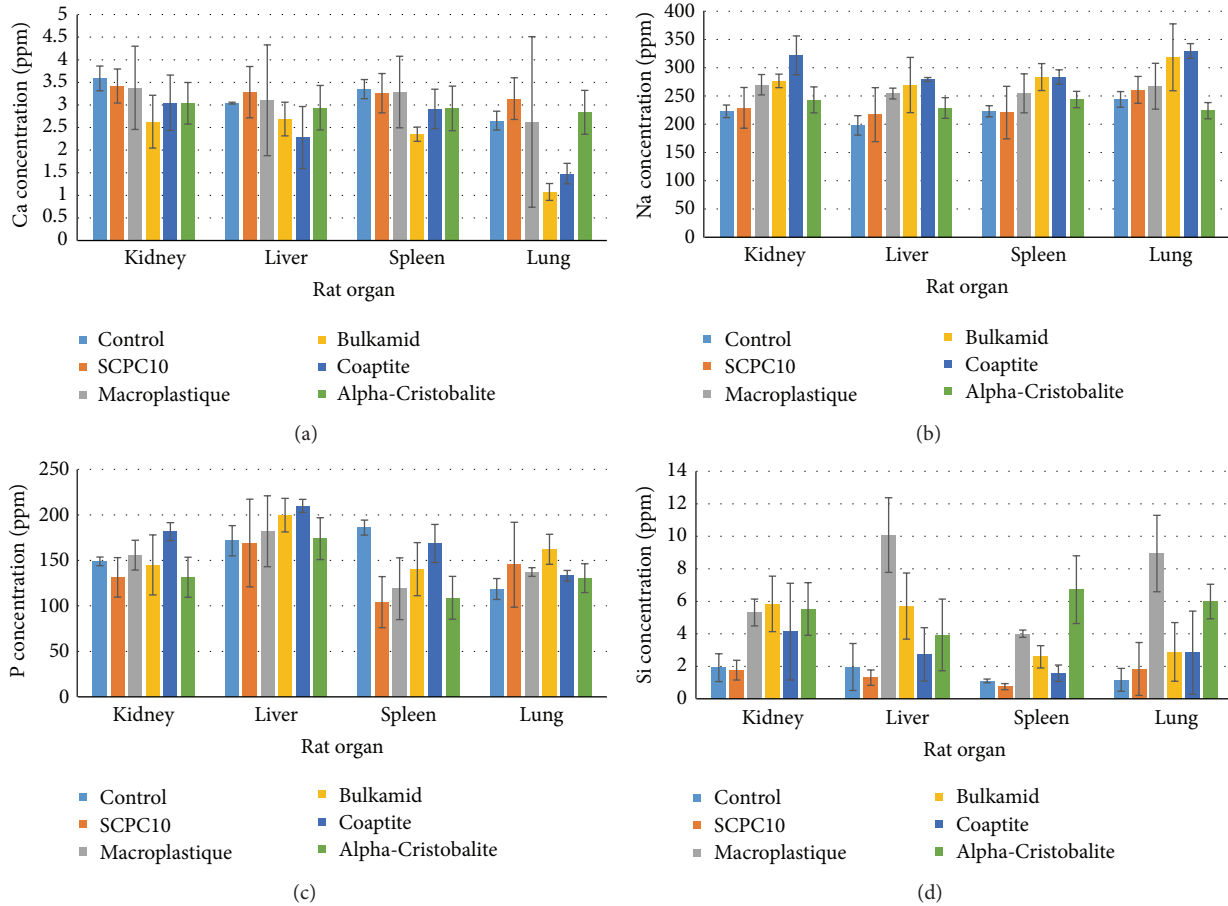 Ca concentration (ppm)
5
4.5
4
3.5
3
2.5
2
1.5
1
0.5
0
Kidney Liver Spleen Lung
Rat organ
Control
SCPC10
Macroplastique
Bulkamid
Coaptite
Alpha-Cristobalite
(a)
Na concentration (ppm)
400
350
300
250
200
150
100
50
0
Kidney Liver Spleen Lung
Rat organ
Control
SCPC10
Macroplastique
Bulkamid
Coaptite
Alpha-Cristobalite
(b)
P concentration (ppm)
250
200
150
100
50
0
Kidney Liver Spleen Lung
Rat organ
Control
SCPC10
Macroplastique
Bulkamid
Coaptite
Alpha-Cristobalite
(c)
Si concentration (ppm)
14
12
10
8
6
4
2
0
Kidney Liver Spleen Lung
Rat organ
Control
SCPC10
Macroplastique
Bulkamid
Coaptite
Alpha-Cristobalite
(d)